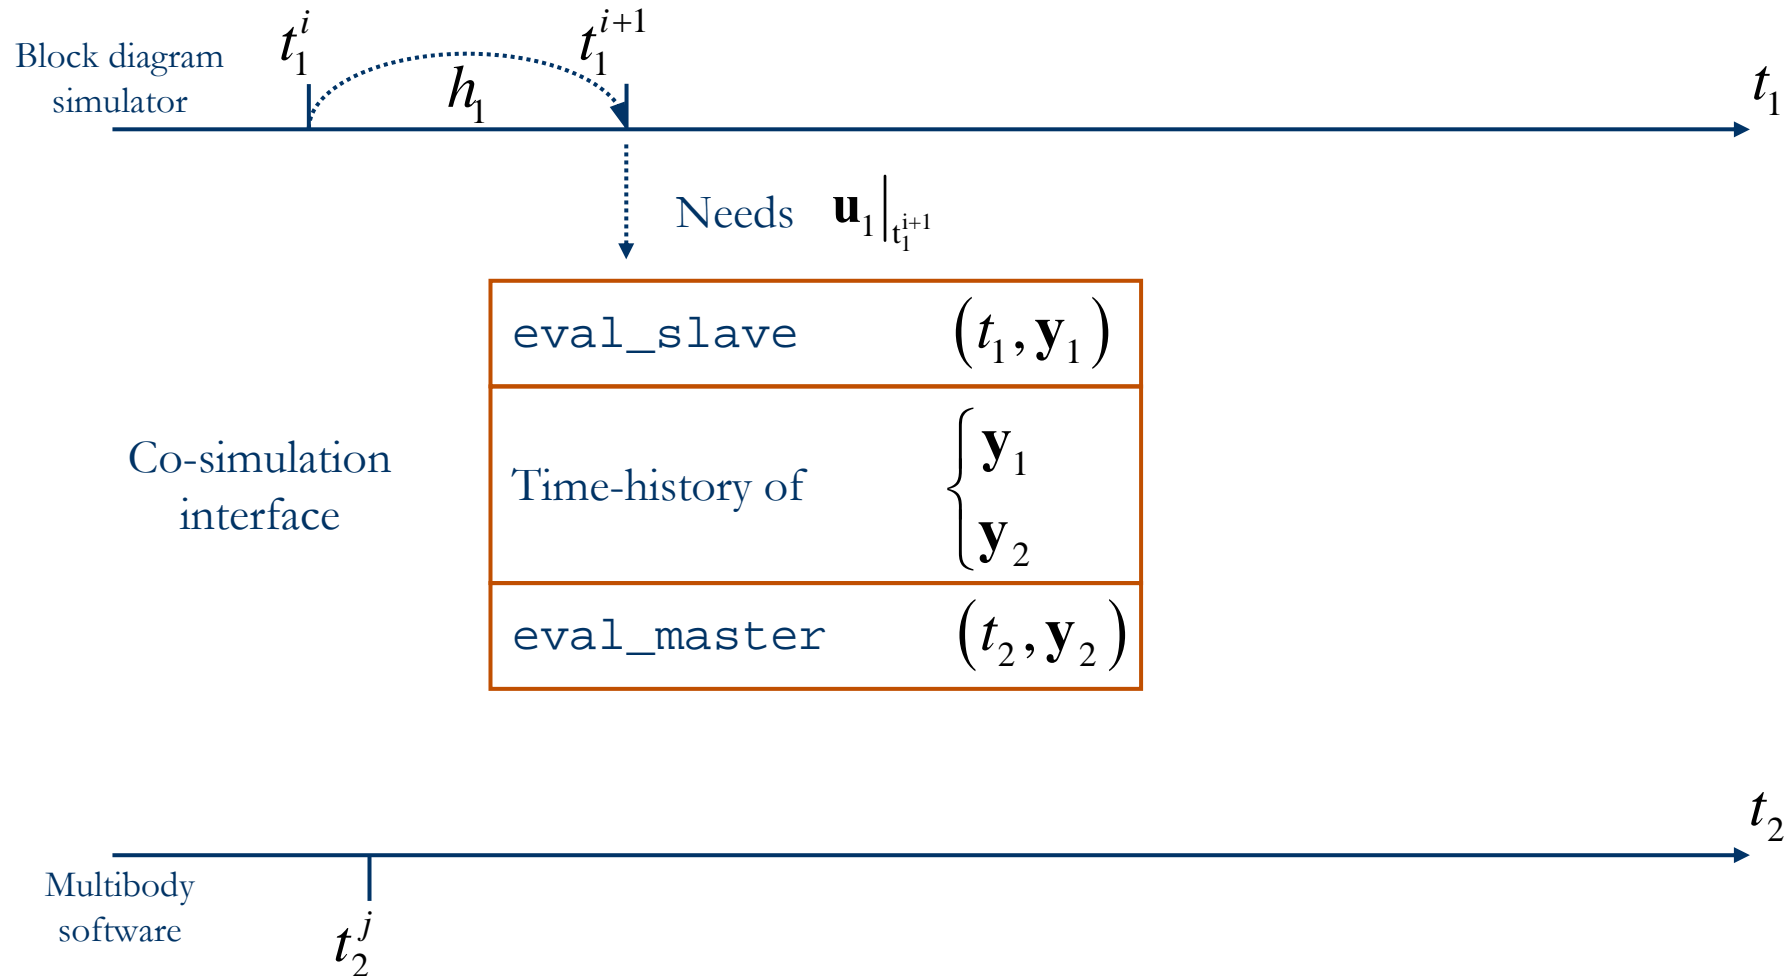 Block diagram
simulator
t_1^i
h_1
t_1^{i+1}
t_1
Needs u_1|_{t_1^{i+1}}
eval_slave (t_1, y_1)
Co-simulation
interface
Time-history of { y_1
y_2
eval_master (t_2, y_2)
t_2
Multibody
software
t_2^j